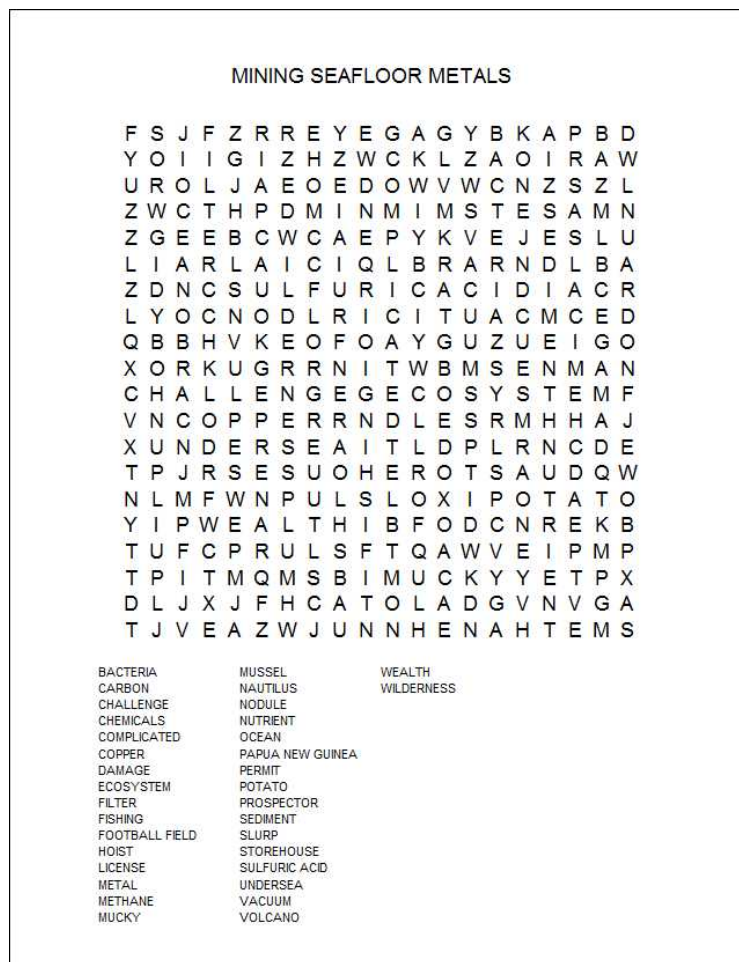 MINING SEAFLOOR METALS
F S J F Z R R E Y E G A G Y B K A P B D
Y O I I G I Z H Z W C K L Z A O I R A W
U R O L J A E O E D O W V W C N Z S Z L
Z W C T H P D M I N M I M S T E S A M N
Z G E E B C W C A E P Y K V E J E S L U
L I A R L A I C I Q L B R A R N D L B A
Z D N C S U L F U R I C A C I D I A C R
L Y O C N O D L R I C I T U A C M C E D
Q B B H V K E O F O A Y G U Z U E I G O
X O R K U G R R N I T W B M S E N M A N
C H A L L E N G E G E C O S Y S T E M F
V N C O P P E R R N D L E S R M H H A J
X U N D E R S E A I T L D P L R N C D E
T P J R S E S U O H E R O T S A U D Q W
N L M F W N P U L S L O X I P O T A T O
Y I P W E A L T H I B F O D C N R E K B
T U F C P R U L S F T Q A W V E I P M P
T P I T M Q M S B I M U C K Y Y E T P X
D L J X J F H C A T O L A D G V N V G A
T J V E A Z W J U N N H E N A H T E M S
BACTERIA MUSSEL WEALTH
CARBON NAUTILUS WILDERNESS
CHALLENGE NODULE
CHEMICALS NUTRIENT
COMPLICATED OCEAN
COPPER PAPUA NEW GUINEA
DAMAGE PERMIT
ECOSYSTEM POTATO
FILTER PROSPECTOR
FISHING SEDIMENT
FOOTBALL FIELD SLURP
HOIST STOREHOUSE
LICENSE SULFURIC ACID
METAL UNDERSEA
METHANE VACUUM
MUCKY VOLCANO